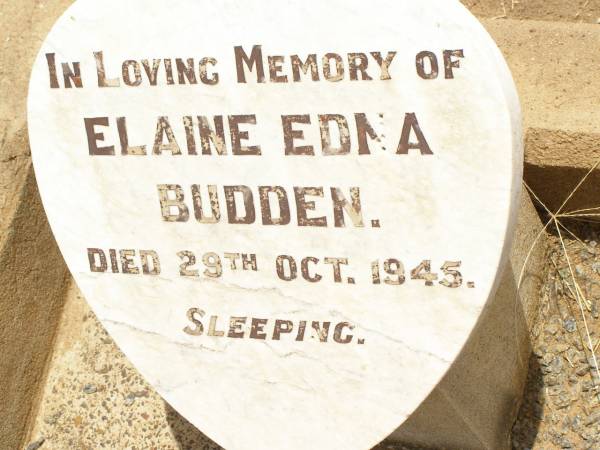 In Loving Memory of
ELAINE EDNA
BUDDEN.
DIED 29TH OCT. 1945.
Sleeping.